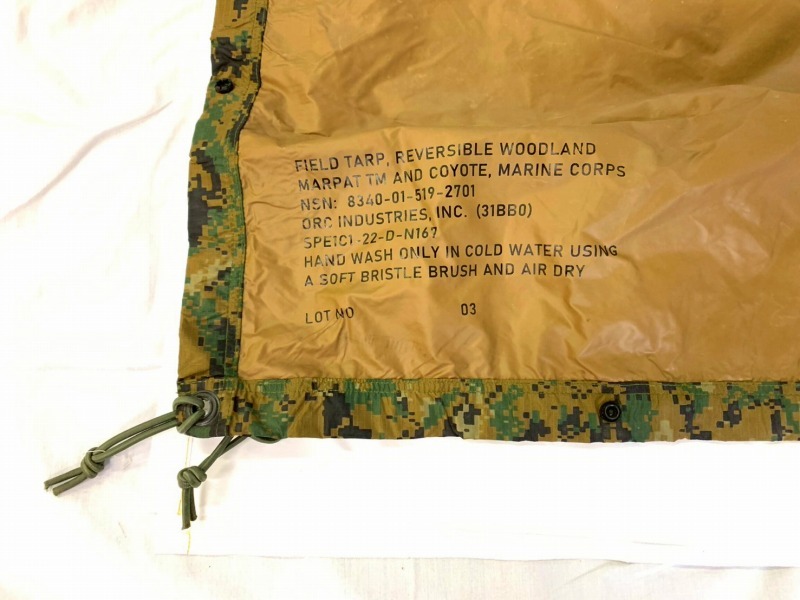 FIELD TARP, REVERSIBLE WOODLAND
MARPAT TM AND COYOTE, MARINE CORPS
NSN: 8340-01-519-2701
ORC INDUSTRIES, INC. (31BB0)
SPE1C1-22-D-N167
HAND WASH ONLY IN COLD WATER USING
A SOFT BRISTLE BRUSH AND AIR DRY
LOT NO 03